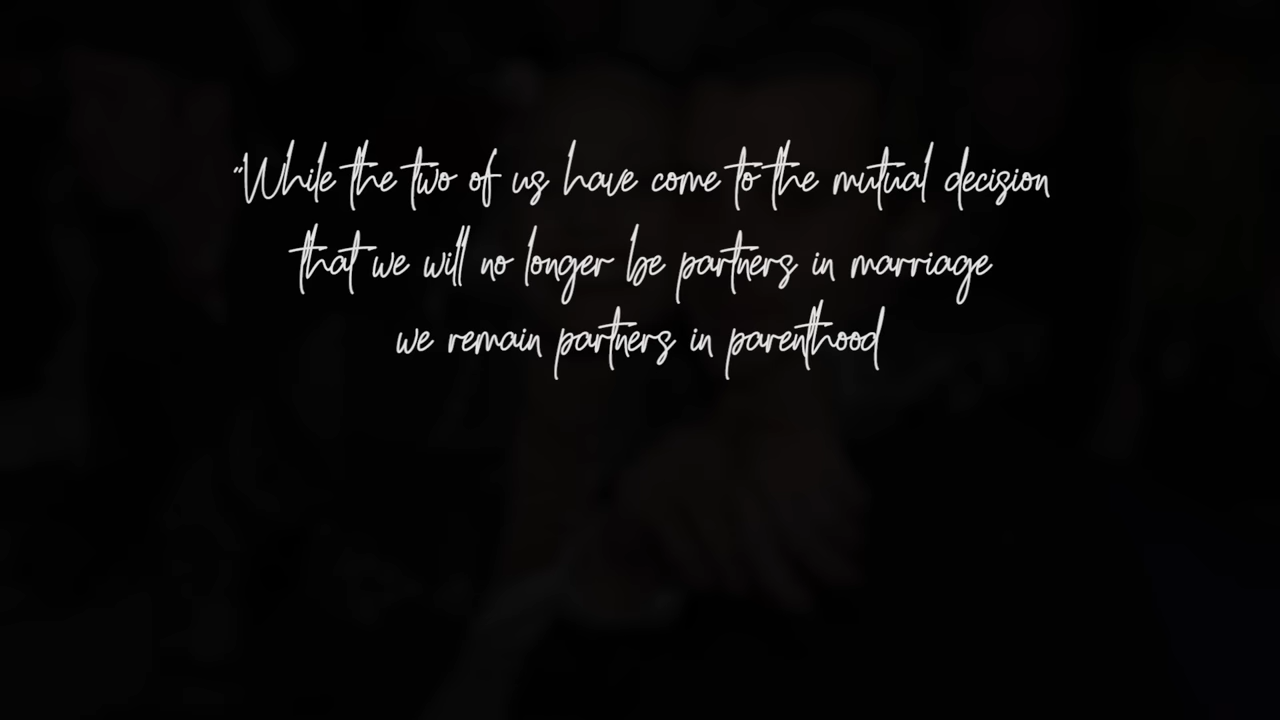 "While the two of us have come to the mutual decision
that we will no longer be partners in marriage
we remain partners in parenthood